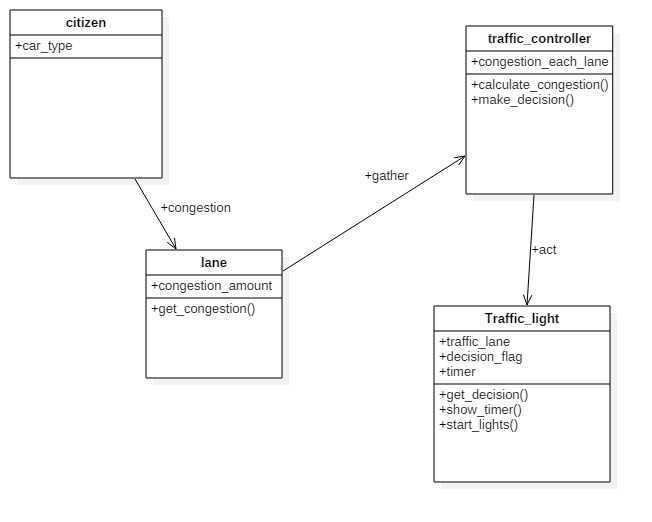 citizen
+car_type
+congestion
lane
+congestion_amount
+get_congestion()
+gather
traffic_controller
+congestion_each_lane
+calculate_congestion()
+make_decision()
+act
Traffic_light
+traffic_lane
+decision_flag
+timer
+get_decision()
+show_timer()
+start_lights()